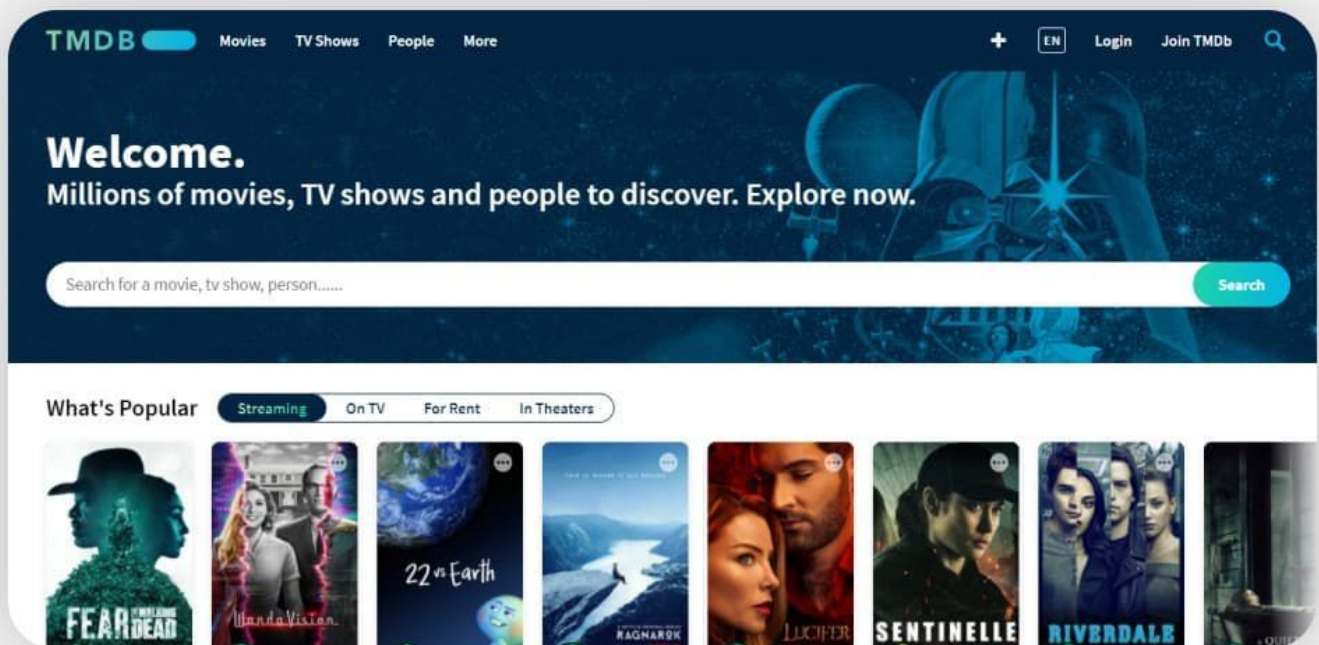 TMDB Movies TV Shows People More + EN Login Join TMDb
Welcome.
Millions of movies, TV shows and people to discover. Explore now.
Search for a movie, tv show, person...... Search
What's Popular Streaming On TV For Rent In Theaters
22 vs Earth
FEAR THE WALKING DEAD
WandaVision
RAGNARÖK
LUCIFER
SENTINELLE
RIVERDALE
A QUIET